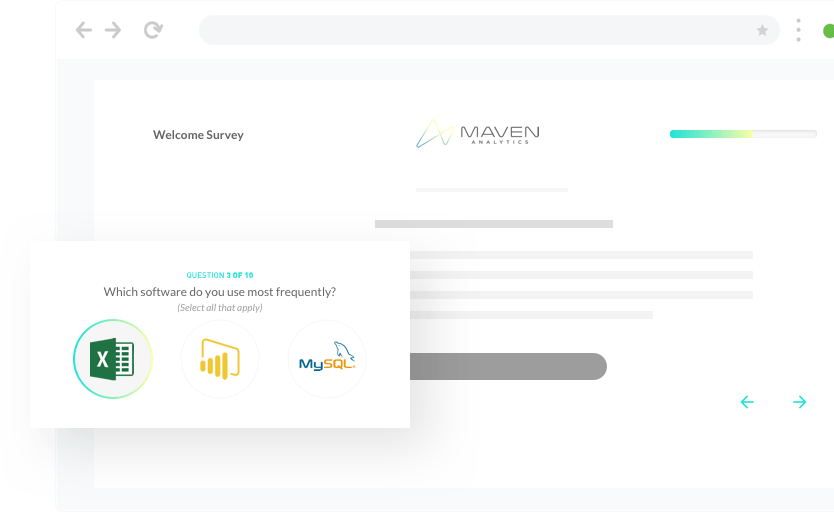 Welcome Survey
MAVEN
ANALYTICS
QUESTION 3 OF 10
Which software do you use most frequently?
(Select all that apply)
X
MySQL